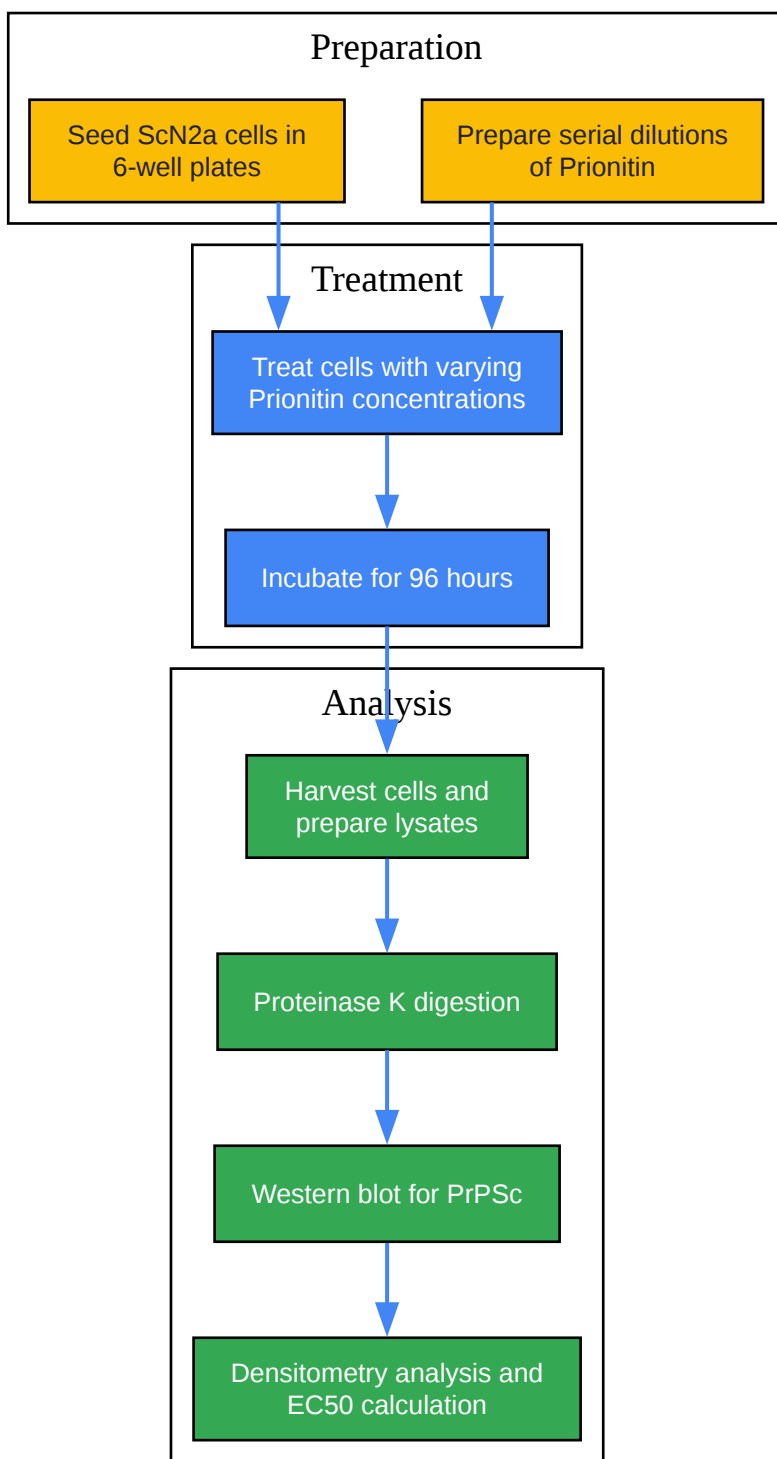 Preparation
Seed ScN2a cells in
6-well plates
Prepare serial dilutions
of Prionitin
Treatment
Treat cells with varying
Prionitin concentrations
Incubate for 96 hours
Analysis
Harvest cells and
prepare lysates
Proteinase K digestion
Western blot for PrPSc
Densitometry analysis and
EC50 calculation